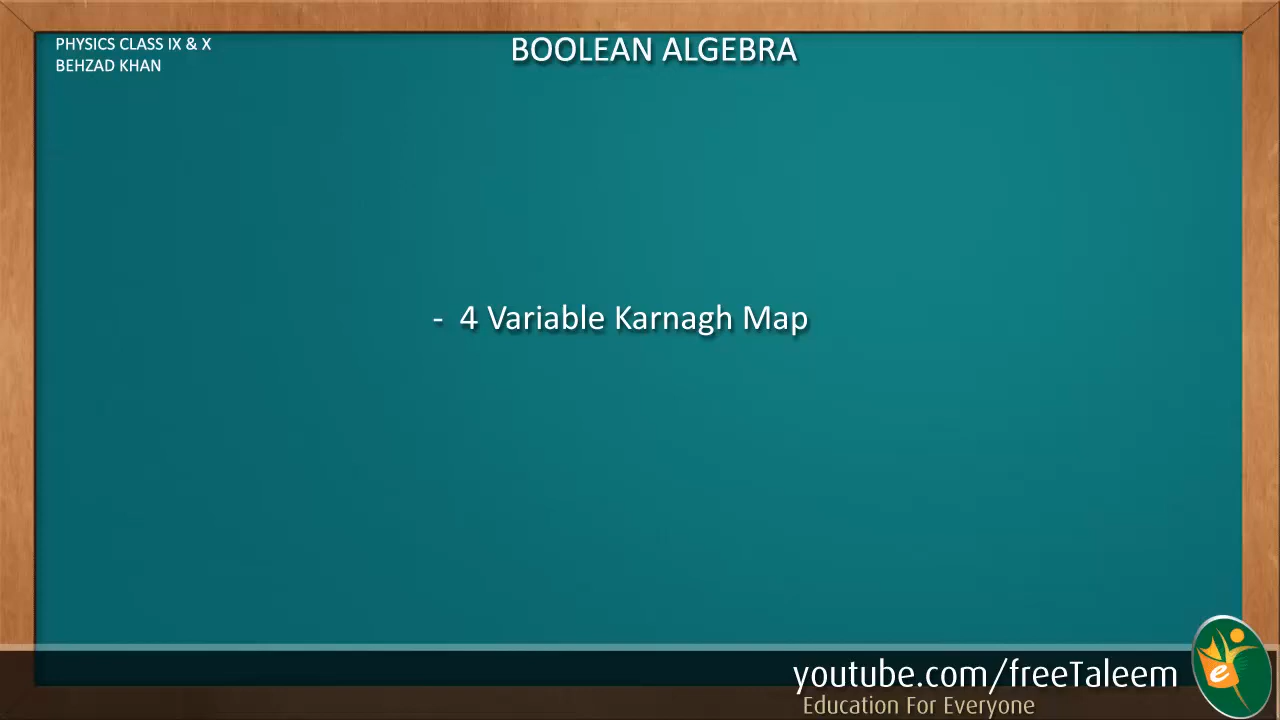 PHYSICS CLASS IX & X
BEHZAD KHAN
BOOLEAN ALGEBRA
- 4 Variable Karnagh Map
youtube.com/freeTaleem
Education For Everyone
e